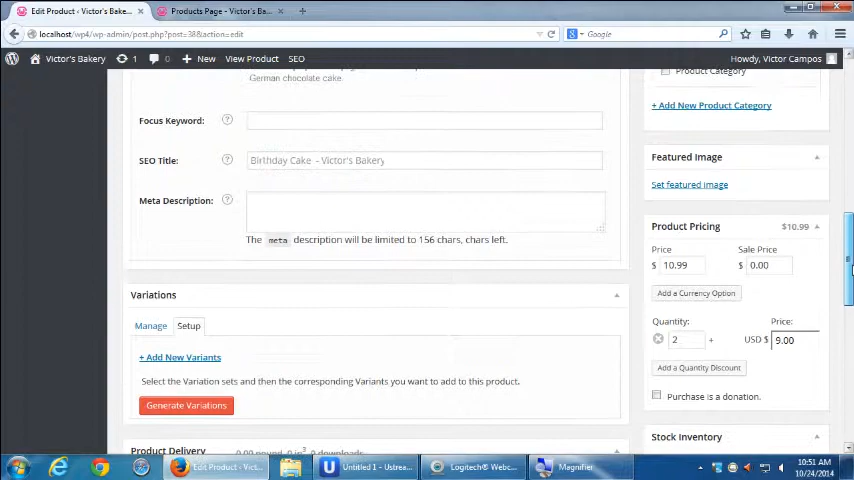 Edit Product ‹ Victor's Bake...
Products Page - Victor's Ba...
localhost/wp4/wp-admin/post.php?post=38&action=edit
Google
Victor's Bakery
1
0
New
View Product
SEO
Howdy, Victor Campos
German chocolate cake
Focus Keyword:
SEO Title:
Birthday Cake - Victor's Bakery
Meta Description:
The meta description will be limited to 156 chars, chars left.
Variations
Manage
Setup
+ Add New Variants
Select the Variation sets and then the corresponding Variants you want to add to this product.
Generate Variations
Product Delivery
0 downloads
Product Category
+ Add New Product Category
Featured Image
Set featured image
Product Pricing
$10.99
Price
Sale Price
$ 10.99
$ 0.00
Add a Currency Option
Quantity:
Price:
2
+
USD $ 9.00
Add a Quantity Discount
Purchase is a donation.
Stock Inventory
Edit Product ‹ Vict...
Untitled 1 - Ustrea...
Logitech® Webc...
Magnifier
10:51 AM
10/24/2014